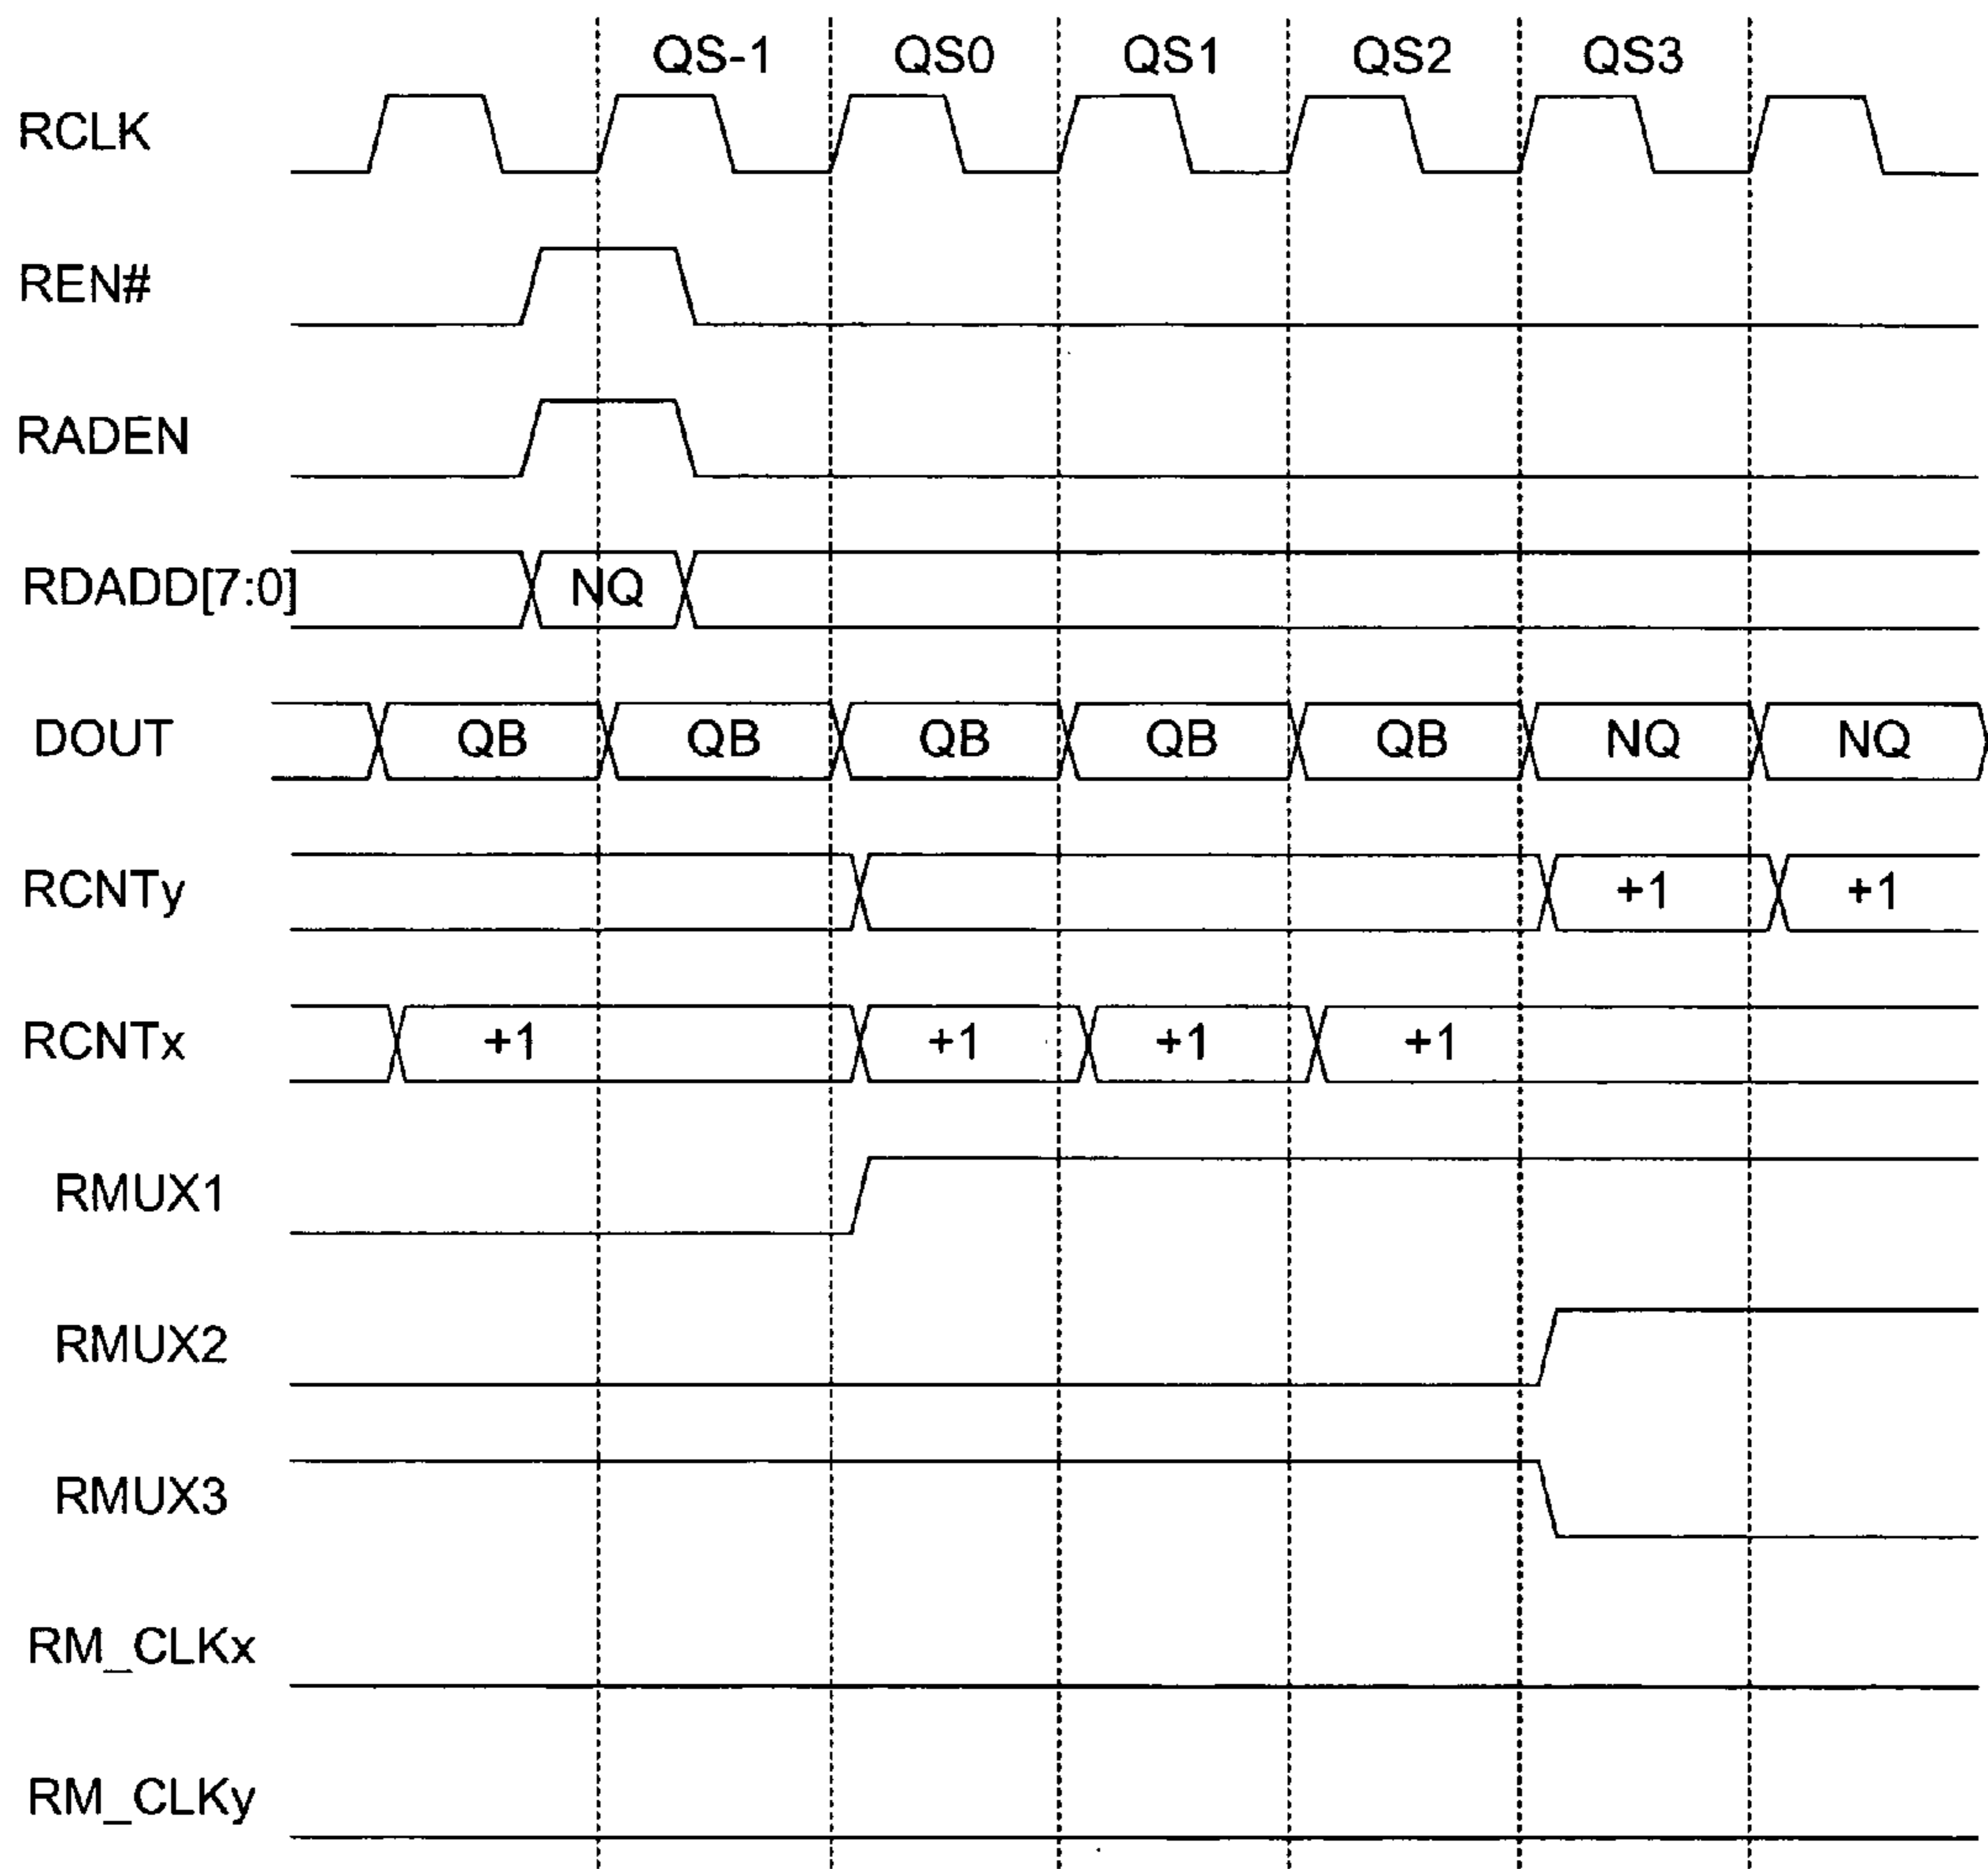 QS-1 QS0 QS1 QS2 QS3
RCLK
REN#
RADEN
RDADD[7:0] NQ
DOUT QB QB QB QB QB NQ NQ
RCNTy +1 +1
RCNTx +1 +1 +1 +1
RMUX1
RMUX2
RMUX3
RM_CLKx
RM_CLKy